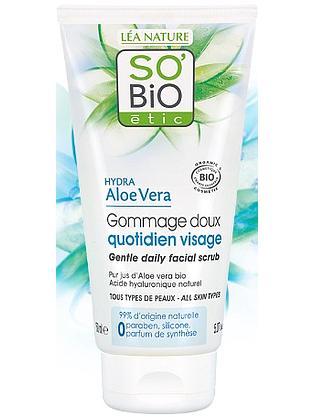 LÉA NATURE
SO'
BiO
étic
HYDRA
Aloe Vera
BIO
Gommage doux
quotidien visage
Gentle daily facial scrub
Pur jus d'Aloe vera bio
Acide hyaluronique naturel
TOUS TYPES DE PEAUX - ALL SKIN TYPES
99% d'origine naturelle
0 paraben, silicone,
parfum de synthèse